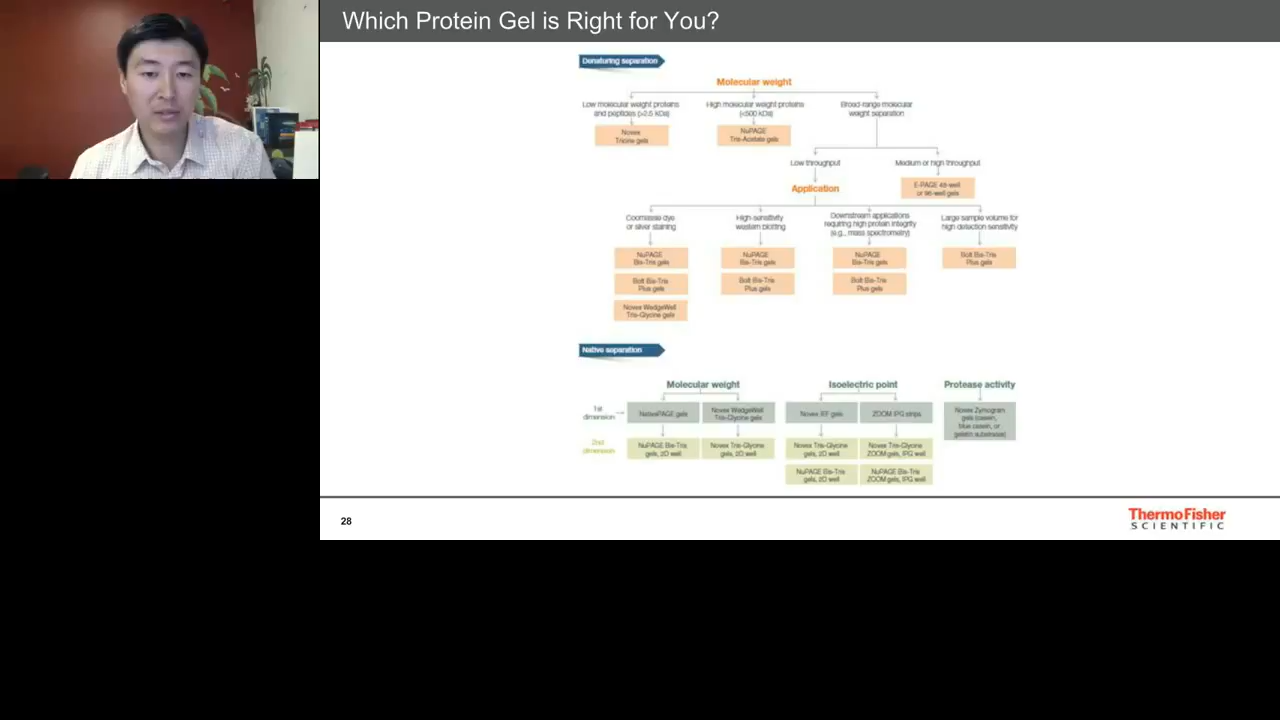 Which Protein Gel is Right for You?
Denaturing separation
Molecular weight
Low molecular weight proteins
and peptides (>2.5 kDa)
High molecular weight proteins
(<500 kDa)
Broad-range molecular
weight separation
Novex
Tricine gels
NuPAGE
Tris-Acetate gels
Low throughput
Medium or high throughput
Application
E-PAGE 48-well
or 96-well gels
Coomassie dye
or silver staining
High-sensitivity
western blotting
Downstream applications
requiring high protein integrity
(e.g., mass spectrometry)
Large sample volume for
high detection sensitivity
NuPAGE
Bis-Tris gels
NuPAGE
Bis-Tris gels
NuPAGE
Bis-Tris gels
Bolt Bis-Tris
Plus gels
Bolt Bis-Tris
Plus gels
Bolt Bis-Tris
Plus gels
Bolt Bis-Tris
Plus gels
Novex WedgeWell
Tris-Glycine gels
Native separation
Molecular weight
Isoelectric point
Protease activity
1st
dimension
NativePAGE gels
Novex WedgeWell
Tris-Glycine gels
Novex IEF gels
ZOOM IPG strips
Novex Zymogram
gels (casein,
blue casein, or
gelatin substrates)
2nd
dimension
NuPAGE Bis-Tris
gels, 2D well
Novex Tris-Glycine
gels, 2D well
Novex Tris-Glycine
gels, 2D well
Novex Tris-Glycine
ZOOM gels, IPG well
NuPAGE Bis-Tris
gels, 2D well
NuPAGE Bis-Tris
ZOOM gels, IPG well
28
ThermoFisher
SCIENTIFIC